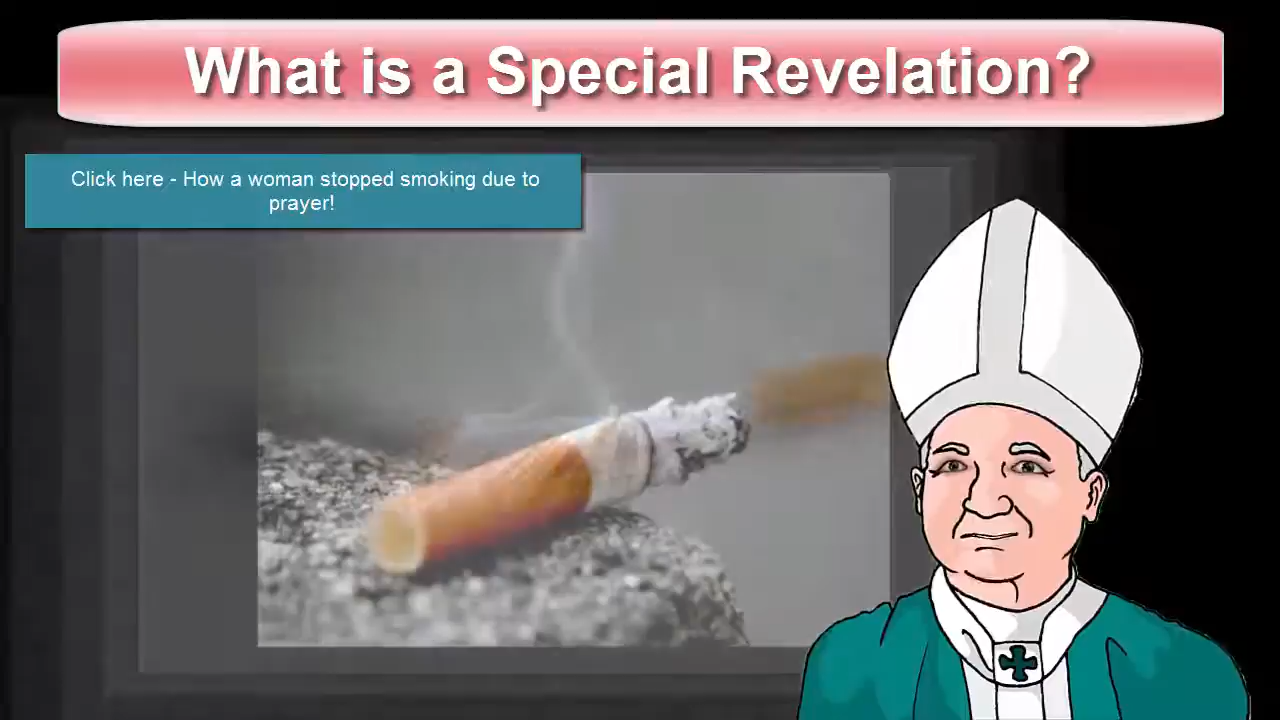 What is a Special Revelation?
Click here - How a woman stopped smoking due to
prayer!